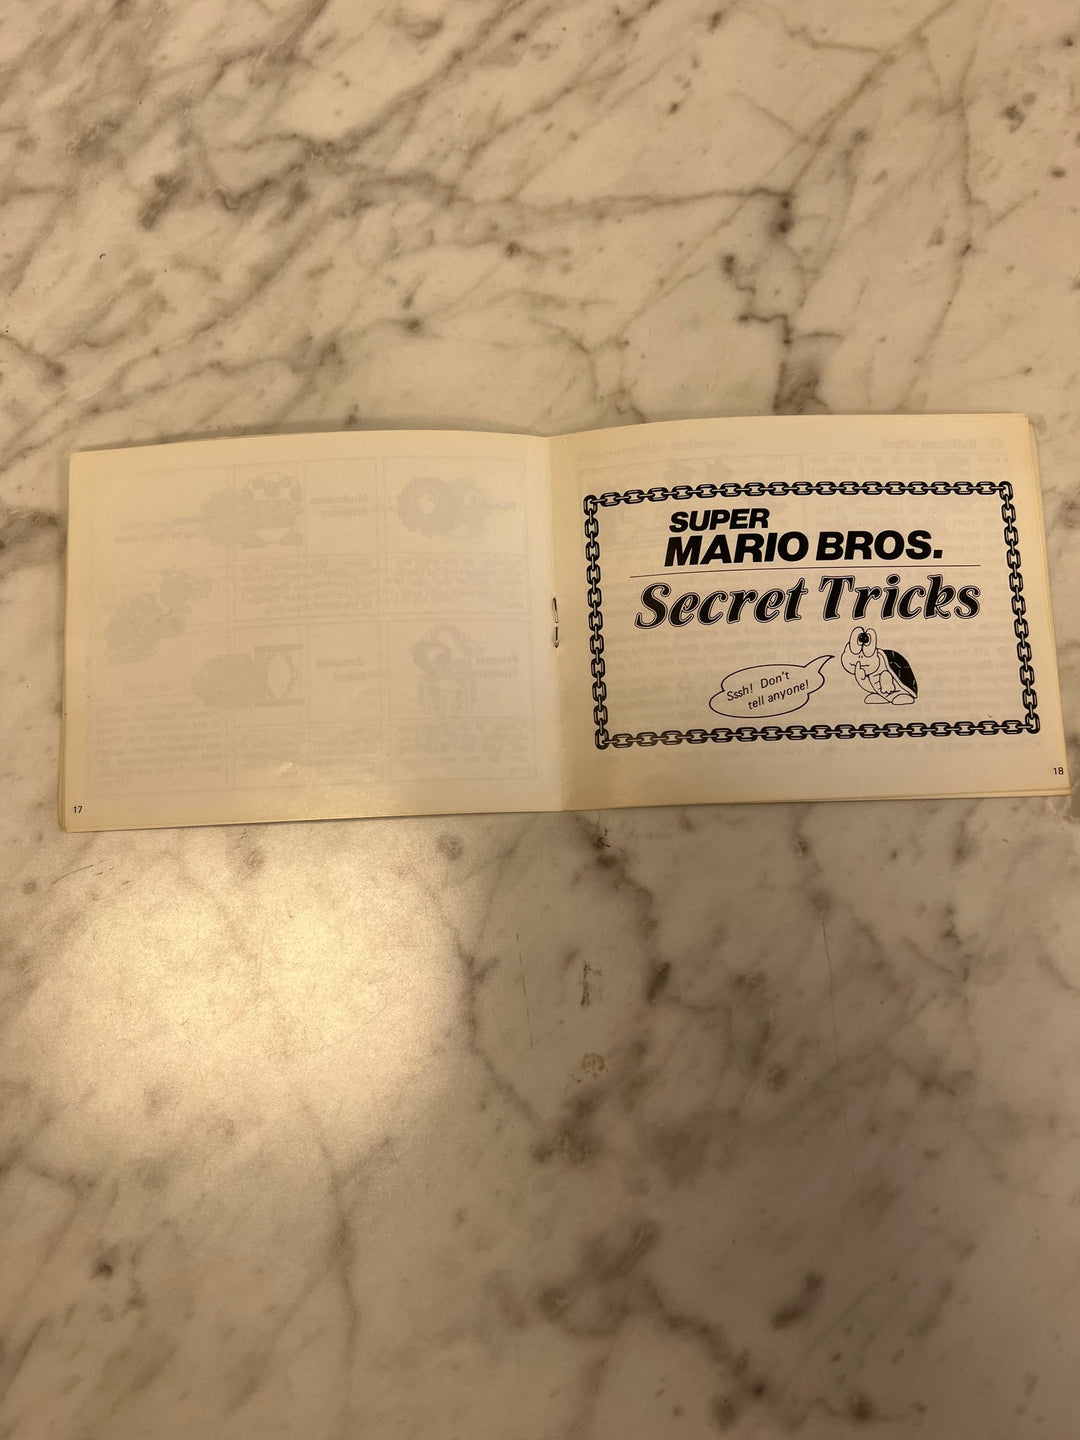 SUPER
MARIO BROS.
Secret Tricks
Sssh! Don't
tell anyone!
17
18